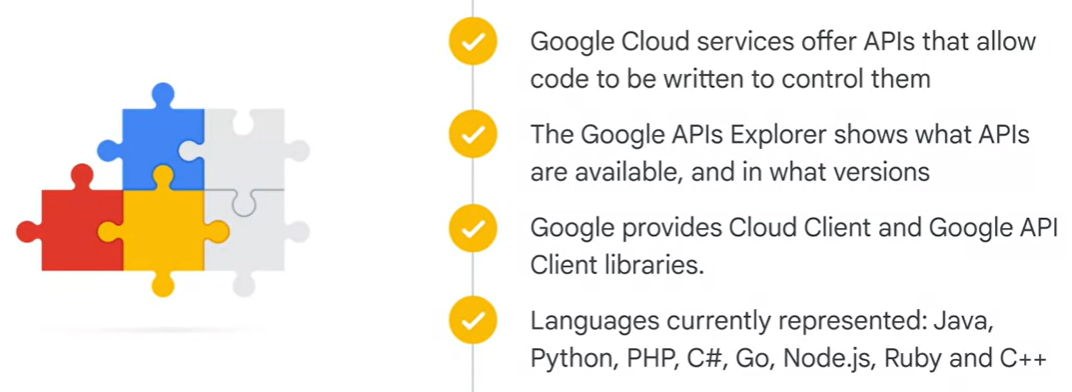 Google Cloud services offer APIs that allow
code to be written to control them
The Google APIs Explorer shows what APIs
are available, and in what versions
Google provides Cloud Client and Google API
Client libraries.
Languages currently represented: Java,
Python, PHP, C#, Go, Node.js, Ruby and C++